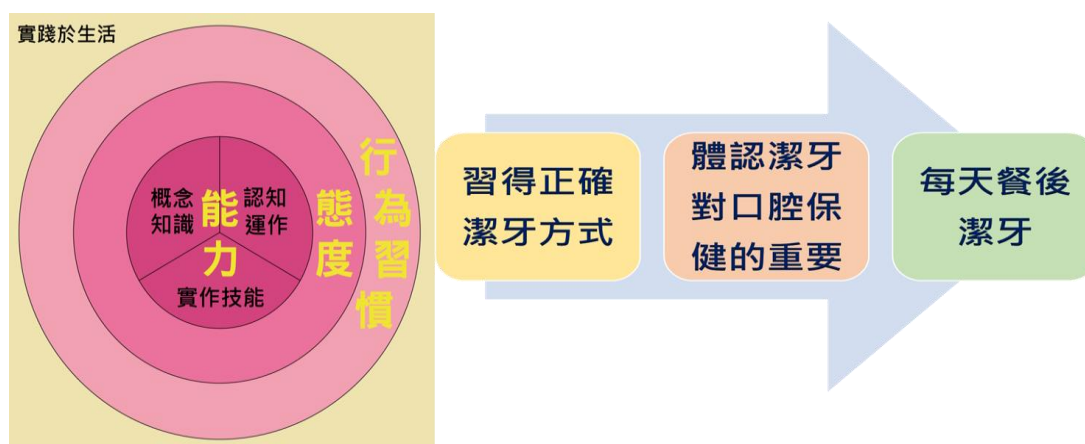 實踐於生活
概念
知識
能力
認知
運作
實作技能
態度
行為習慣
習得正確
潔牙方式
體認潔牙
對口腔保
健的重要
每天餐後
潔牙